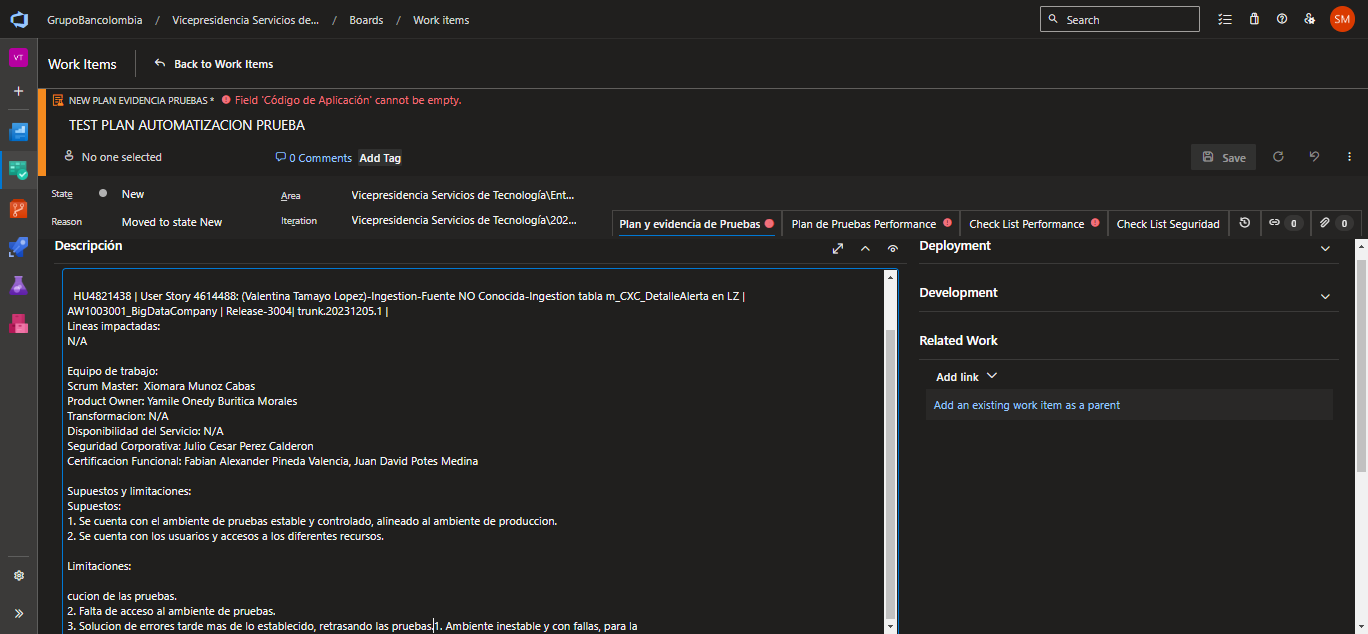 GrupoBancolombia / Vicepresidencia Servicios de... / Boards / Work items
Search
SM
VT
Work Items
Back to Work Items
NEW PLAN EVIDENCIA PRUEBAS * Field 'Código de Aplicación' cannot be empty.
TEST PLAN AUTOMATIZACION PRUEBA
No one selected
0 Comments
Add Tag
Save
State
New
Area
Vicepresidencia Servicios de Tecnología\Ent...
Reason
Moved to state New
Iteration
Vicepresidencia Servicios de Tecnología\202...
Plan y evidencia de Pruebas
Plan de Pruebas Performance
Check List Performance
Check List Seguridad
0
0
Descripción
HU4821438 | User Story 4614488: (Valentina Tamayo Lopez)-Ingestion-Fuente NO Conocida-Ingestion tabla m_CXC_DetalleAlerta en LZ |
AW1003001_BigDataCompany | Release-3004| trunk.20231205.1 |
Lineas impactadas:
N/A
Equipo de trabajo:
Scrum Master:  Xiomara Munoz Cabas
Product Owner: Yamile Onedy Buritica Morales
Transformacion: N/A
Disponibilidad del Servicio: N/A
Seguridad Corporativa: Julio Cesar Perez Calderon
Certificacion Funcional: Fabian Alexander Pineda Valencia, Juan David Potes Medina
Supuestos y limitaciones:
Supuestos:
1. Se cuenta con el ambiente de pruebas estable y controlado, alineado al ambiente de produccion.
2. Se cuenta con los usuarios y accesos a los diferentes recursos.
Limitaciones:
cucion de las pruebas.
2. Falta de acceso al ambiente de pruebas.
3. Solucion de errores tarde mas de lo establecido, retrasando las pruebas.1. Ambiente inestable y con fallas, para la
Deployment
Development
Related Work
Add link
Add an existing work item as a parent